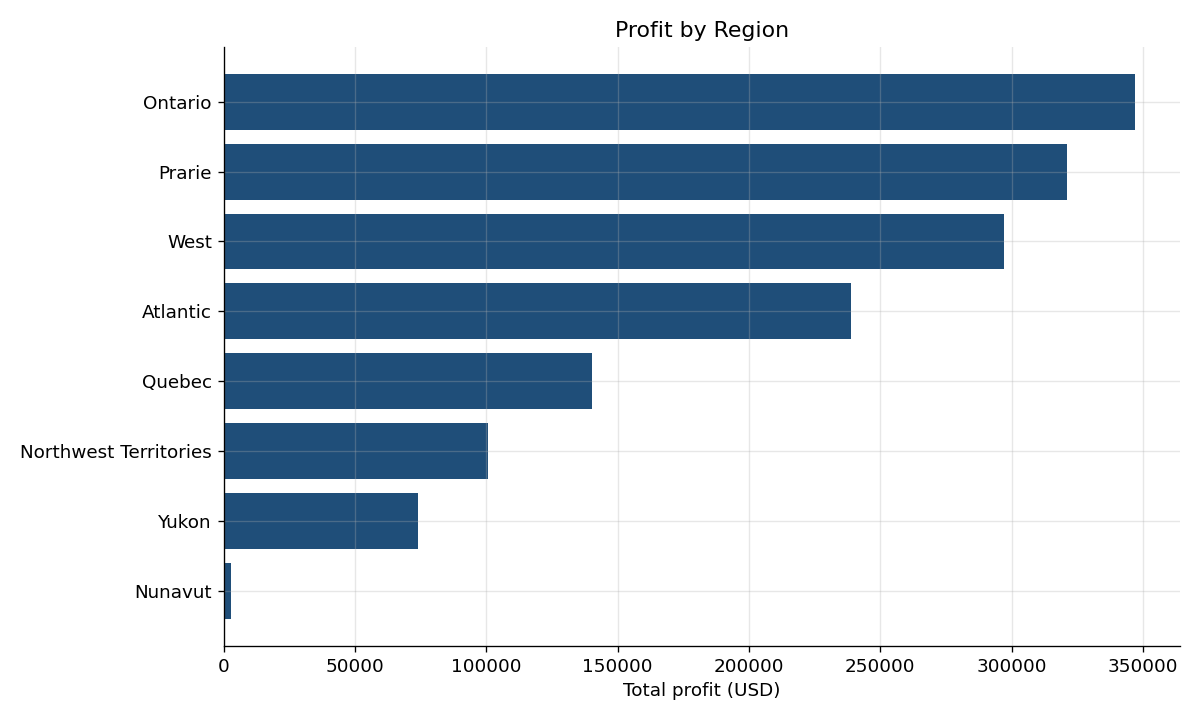 Profit by Region
Ontario
Prarie
West
Atlantic
Quebec
Northwest Territories
Yukon
Nunavut
0 50000 100000 150000 200000 250000 300000 350000
Total profit (USD)